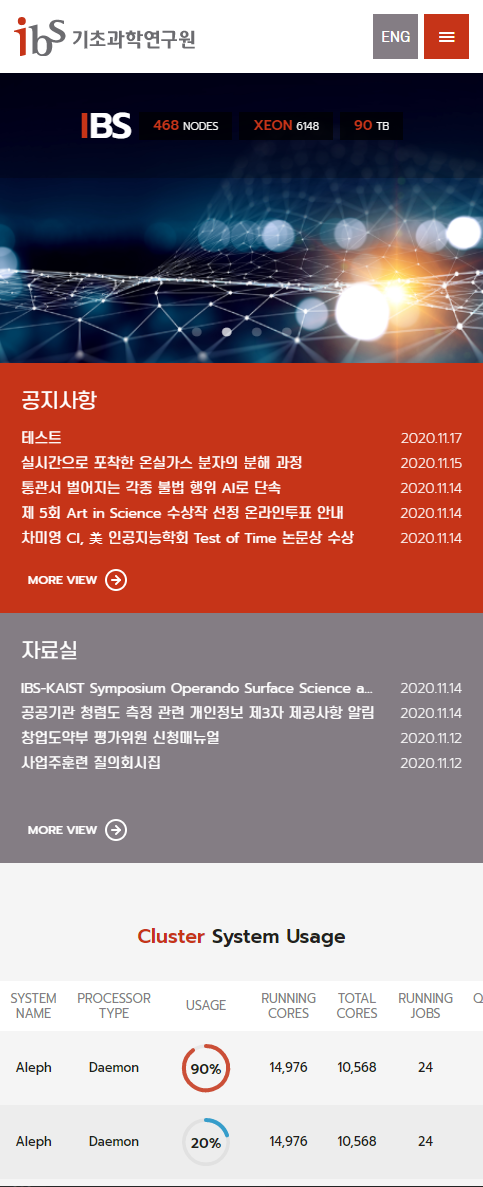 ibs 기초과학연구원
ENG
IBS 468 NODES XEON 6148 90 TB
공지사항
테스트 2020.11.17
실시간으로 포착한 온실가스 분자의 분해 과정 2020.11.15
통관서 벌어지는 각종 불법 행위 AI로 단속 2020.11.14
제 5회 Art in Science 수상작 선정 온라인투표 안내 2020.11.14
차미영 CI, 美 인공지능학회 Test of Time 논문상 수상 2020.11.14
MORE VIEW
자료실
IBS-KAIST Symposium Operando Surface Science a... 2020.11.14
공공기관 청렴도 측정 관련 개인정보 제3자 제공사항 알림 2020.11.14
창업도약부 평가위원 신청매뉴얼 2020.11.12
사업주훈련 질의회시집 2020.11.12
MORE VIEW
Cluster System Usage
SYSTEM NAME PROCESSOR TYPE USAGE RUNNING CORES TOTAL CORES RUNNING JOBS Q
Aleph Daemon 90% 14,976 10,568 24
Aleph Daemon 20% 14,976 10,568 24